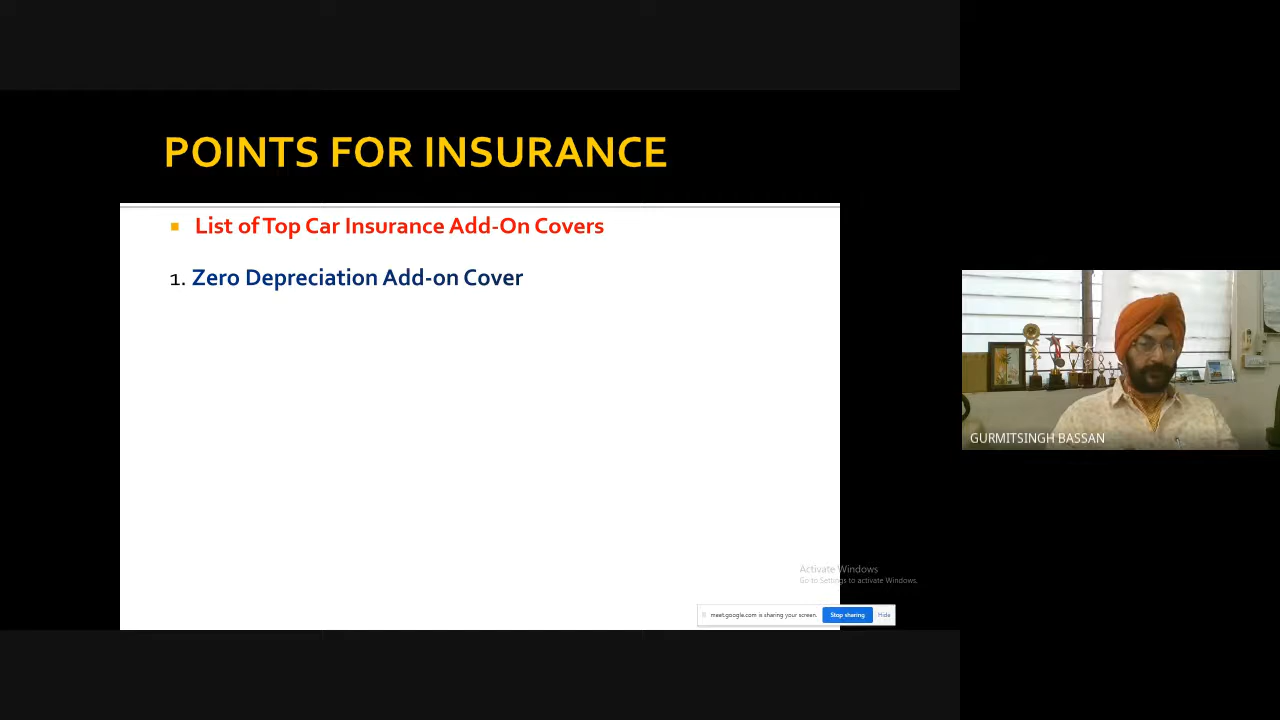 POINTS FOR INSURANCE
List of Top Car Insurance Add-On Covers
1. Zero Depreciation Add-on Cover
GURMITSINGH BASSAN
Activate Windows
Go to Settings to activate Windows.
meet.google.com is sharing your screen.
Stop sharing
Hide